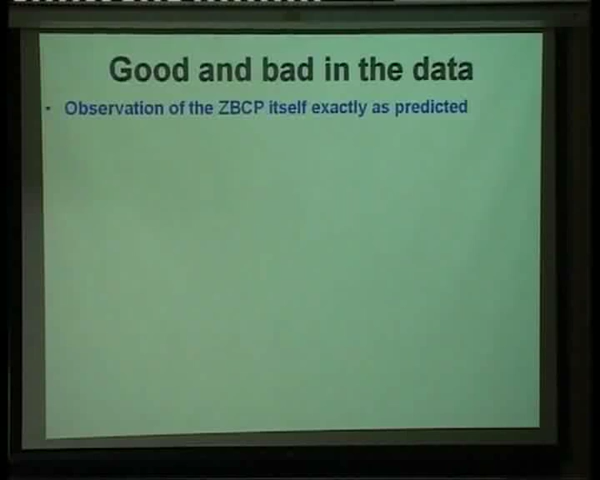 Good and bad in the data
• Observation of the ZBCP itself exactly as predicted